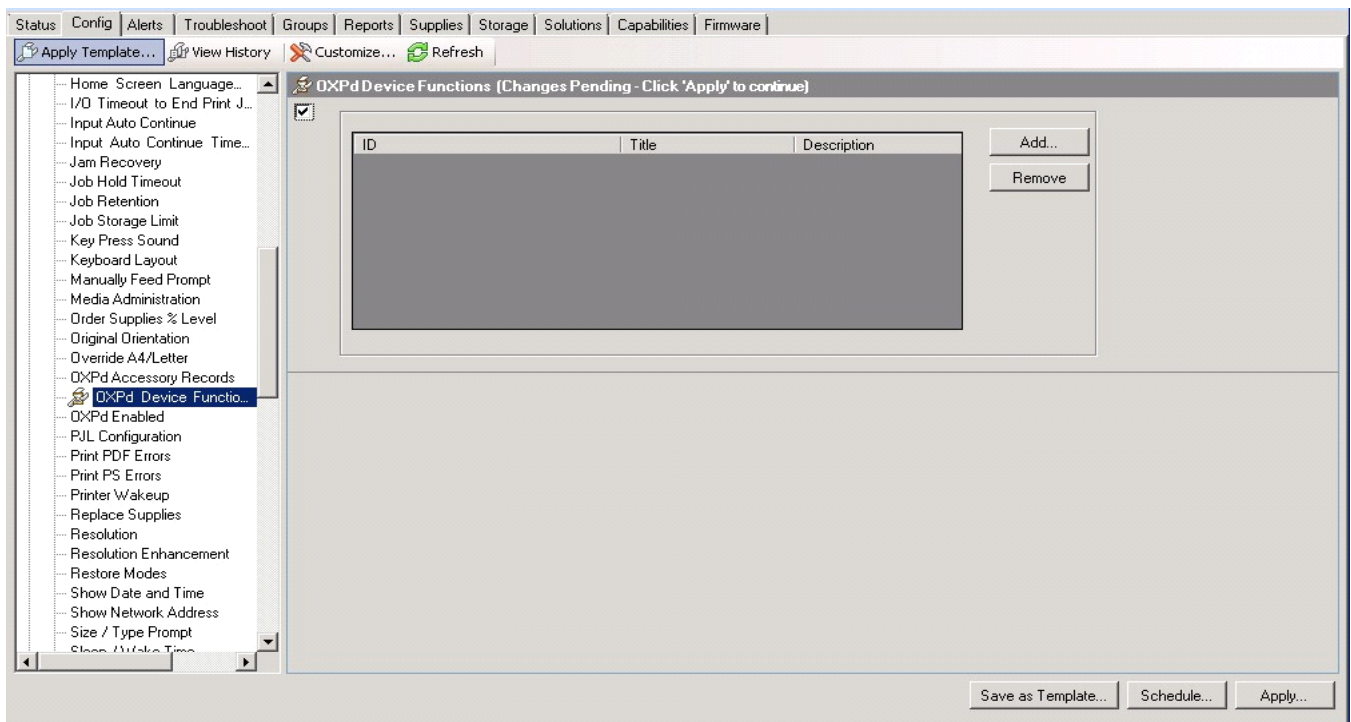 Status Config Alerts Troubleshoot Groups Reports Supplies Storage Solutions Capabilities Firmware
Apply Template... View History Customize... Refresh
Home Screen Language...
I/O Timeout to End Print J...
Input Auto Continue
Input Auto Continue Time...
Jam Recovery
Job Hold Timeout
Job Retention
Job Storage Limit
Key Press Sound
Keyboard Layout
Manually Feed Prompt
Media Administration
Order Supplies % Level
Original Orientation
Override A4/Letter
OXPd Accessory Records
OXPd Device Functio...
OXPd Enabled
PJL Configuration
Print PDF Errors
Print PS Errors
Printer Wakeup
Replace Supplies
Resolution
Resolution Enhancement
Restore Modes
Show Date and Time
Show Network Address
Size / Type Prompt
OXPd Device Functions (Changes Pending - Click 'Apply' to continue)
ID Title Description
Add...
Remove
Save as Template... Schedule... Apply...